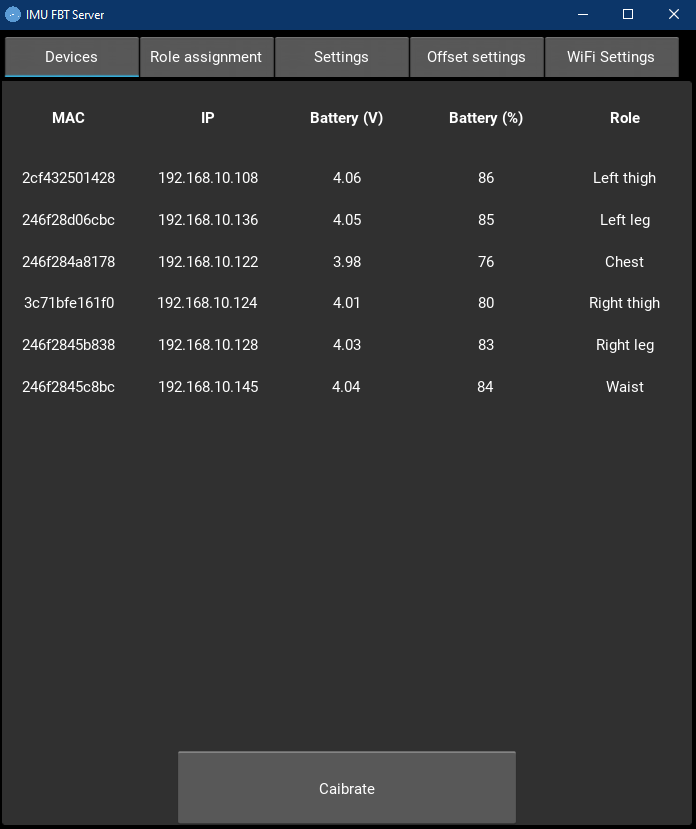 IMU FBT Server
Devices Role assignment Settings Offset settings WiFi Settings
MAC IP Battery (V) Battery (%) Role
2cf432501428 192.168.10.108 4.06 86 Left thigh
246f28d06cbc 192.168.10.136 4.05 85 Left leg
246f284a8178 192.168.10.122 3.98 76 Chest
3c71bfe161f0 192.168.10.124 4.01 80 Right thigh
246f2845b838 192.168.10.128 4.03 83 Right leg
246f2845c8bc 192.168.10.145 4.04 84 Waist
Caibrate